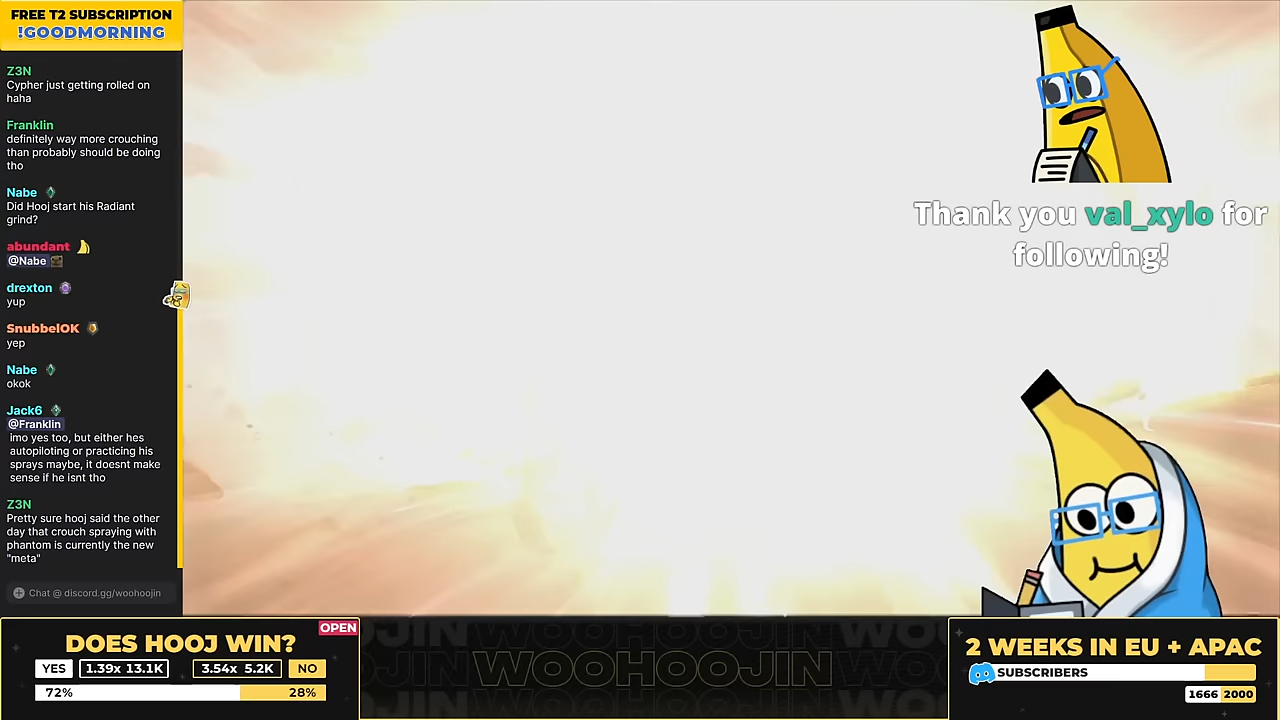 FREE T2 SUBSCRIPTION
!GOODMORNING
Z3N
Cypher just getting rolled on
haha
Franklin
definitely way more crouching
than probably should be doing
tho
Nabe
Did Hooj start his Radiant
grind?
abundant
@Nabe
drexton
yup
SnubbelOK
yep
Nabe
okok
Jack6
@Franklin
imo yes too, but either hes
autopiloting or practicing his
sprays maybe, it doesnt make
sense if he isnt tho
Z3N
Pretty sure hooj said the other
day that crouch spraying with
phantom is currently the new
"meta"
Chat @ discord.gg/woohoojin
Thank you val_xylo for
following!
OPEN
DOES HOOJ WIN?
YES 1.39x 13.1K 3.54x 5.2K NO
72% 28%
WOOHOOJIN
2 WEEKS IN EU + APAC
SUBSCRIBERS
1666 2000